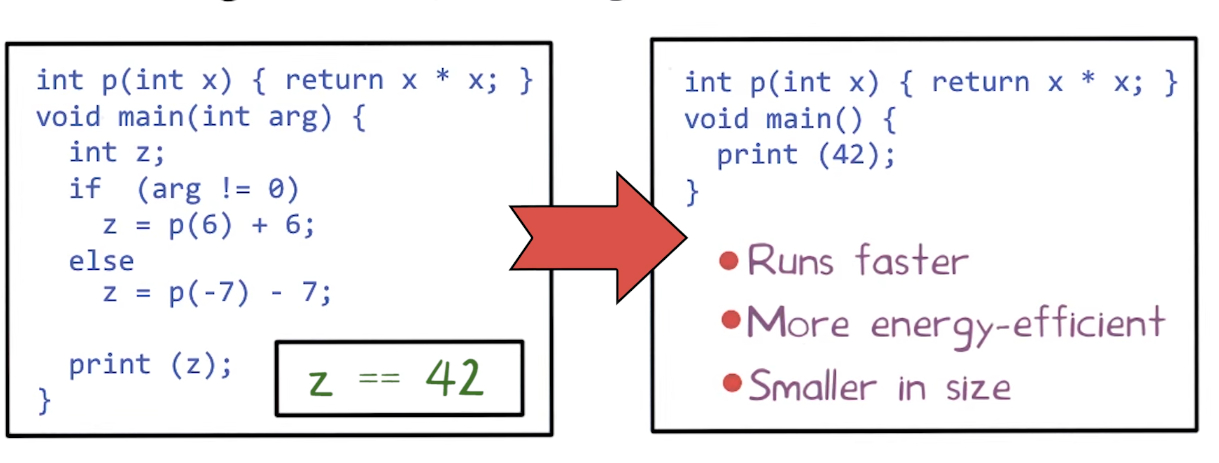 int p(int x) { return x * x; }
void main(int arg) {
int z;
if (arg != 0)
z = p(6) + 6;
else
z = p(-7) - 7;
print (z);
}
z == 42
int p(int x) { return x * x; }
void main() {
print (42);
}
•Runs faster
•More energy-efficient
•Smaller in size